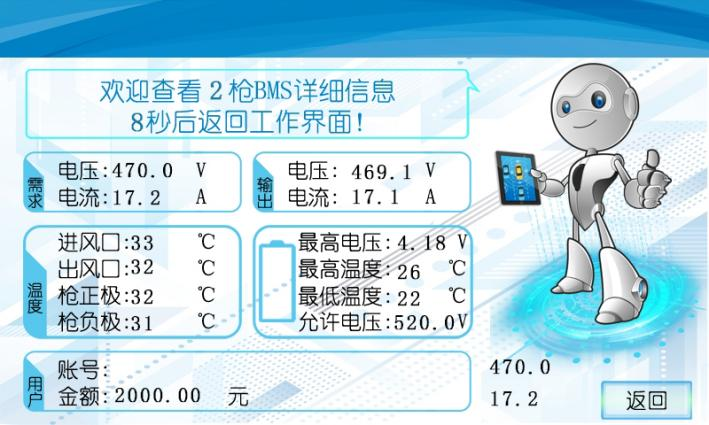 欢迎查看 2 枪BMS详细信息
8秒后返回工作界面!
需求
电压:470.0 V
电流:17.2 A
输出
电压: 469.1 V
电流: 17.1 A
温度
进风口:33 ℃
出风口:32 ℃
枪正极:32 ℃
枪负极:31 ℃
最高电压: 4.18 V
最高温度: 26 ℃
最低温度: 22 ℃
允许电压:520.0V
用户
账号:
金额:2000.00 元
470.0
17.2
返回